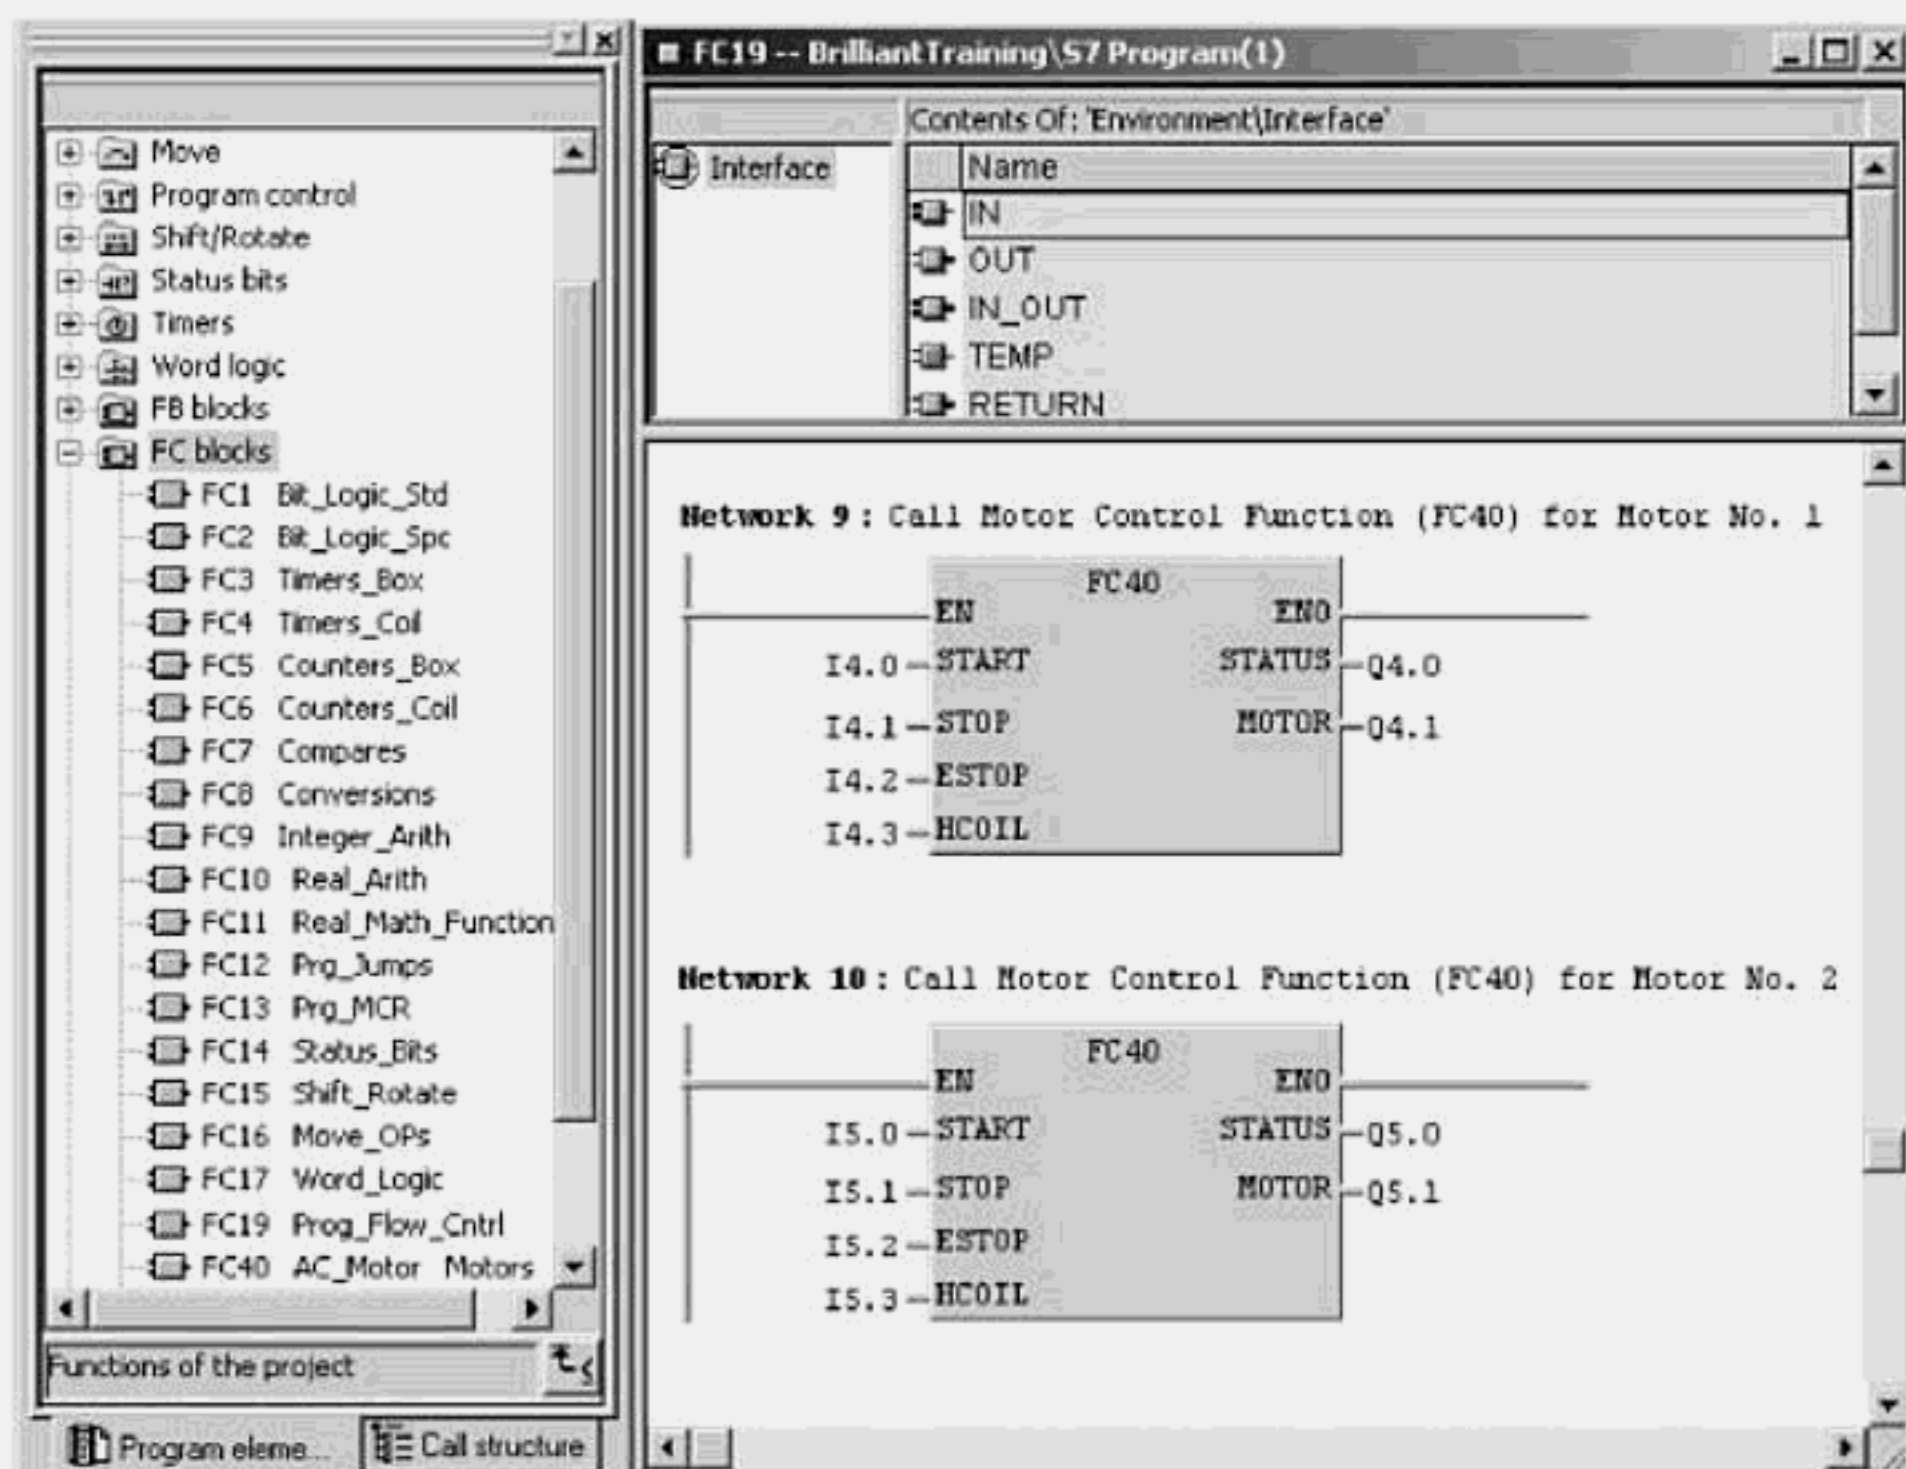 Move
Program control
Shift/Rotate
Status bits
Timers
Word logic
FB blocks
FC blocks
FC1 Bit_Logic_Std
FC2 Bit_Logic_Spc
FC3 Timers_Box
FC4 Timers_Coil
FC5 Counters_Box
FC6 Counters_Coil
FC7 Compares
FC8 Conversions
FC9 Integer_Arith
FC10 Real_Arith
FC11 Real_Math_Function
FC12 Prg_Jumps
FC13 Prg_MCR
FC14 Status_Bits
FC15 Shift_Rotate
FC16 Move_OPs
FC17 Word_Logic
FC19 Prog_Flow_Cntrl
FC40 AC_Motor Motors
Functions of the project
Program eleme... Call structure
FC19 -- BrilliantTraining\S7 Program(1)
Contents Of: 'Environment\Interface'
Interface
Name
IN
OUT
IN_OUT
TEMP
RETURN
Network 9 : Call Motor Control Function (FC40) for Motor No. 1
FC40
EN ENO
I4.0 START STATUS Q4.0
I4.1 STOP MOTOR Q4.1
I4.2 ESTOP
I4.3 HCOIL
Network 10 : Call Motor Control Function (FC40) for Motor No. 2
FC40
EN ENO
I5.0 START STATUS Q5.0
I5.1 STOP MOTOR Q5.1
I5.2 ESTOP
I5.3 HCOIL